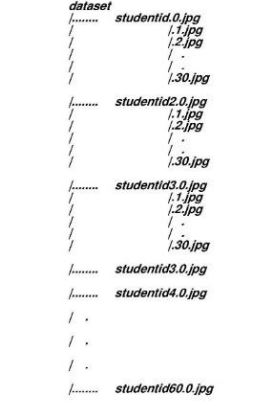 dataset
|........ studentid.0.jpg
| |.1.jpg
| |.2.jpg
| | .
| | .
| |.30.jpg
|........ studentid2.0.jpg
| |.1.jpg
| |.2.jpg
| | .
| | .
| |.30.jpg
|........ studentid3.0.jpg
| |.1.jpg
| |.2.jpg
| | .
| | .
| |.30.jpg
|........ studentid3.0.jpg
|........ studentid4.0.jpg
| .
| .
| .
|........ studentid60.0.jpg